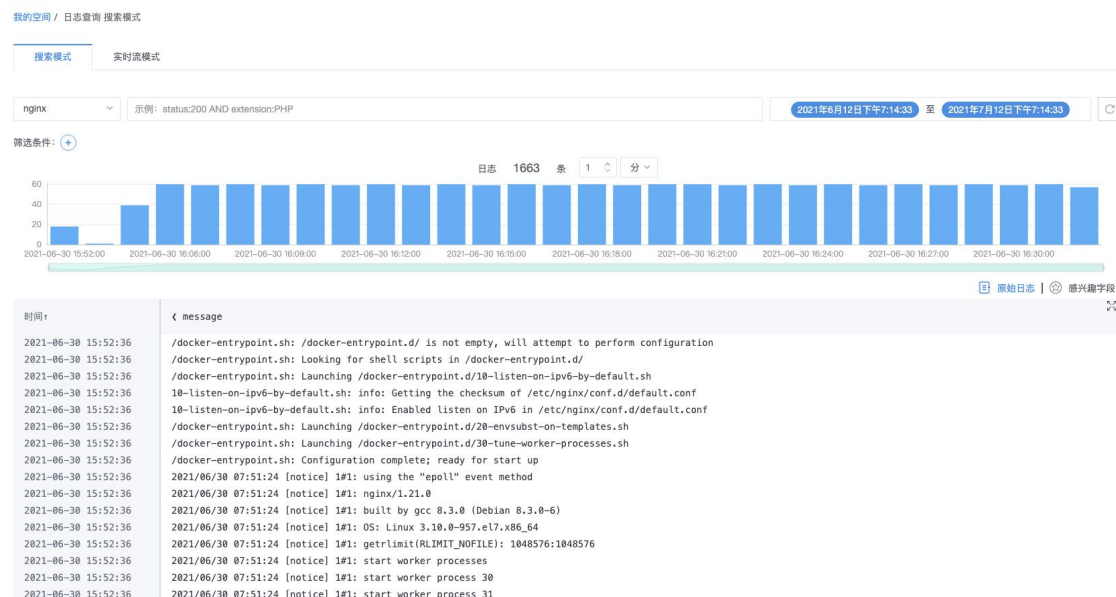 我的空间 / 日志查询 搜索模式
搜索模式 实时流模式
nginx 示例: status:200 AND extension:PHP 2021年6月12日下午7:14:33 至 2021年7月12日下午7:14:33
筛选条件:
日志 1663 条 1 分
60
40
20
0
2021-06-30 15:52:00 2021-06-30 16:06:00 2021-06-30 16:09:00 2021-06-30 16:12:00 2021-06-30 16:15:00 2021-06-30 16:18:00 2021-06-30 16:21:00 2021-06-30 16:24:00 2021-06-30 16:27:00 2021-06-30 16:30:00
原始日志 | 感兴趣字段
时间↑ ❮ message
2021-06-30 15:52:36 /docker-entrypoint.sh: /docker-entrypoint.d/ is not empty, will attempt to perform configuration
2021-06-30 15:52:36 /docker-entrypoint.sh: Looking for shell scripts in /docker-entrypoint.d/
2021-06-30 15:52:36 /docker-entrypoint.sh: Launching /docker-entrypoint.d/10-listen-on-ipv6-by-default.sh
2021-06-30 15:52:36 10-listen-on-ipv6-by-default.sh: info: Getting the checksum of /etc/nginx/conf.d/default.conf
2021-06-30 15:52:36 10-listen-on-ipv6-by-default.sh: info: Enabled listen on IPv6 in /etc/nginx/conf.d/default.conf
2021-06-30 15:52:36 /docker-entrypoint.sh: Launching /docker-entrypoint.d/20-envsubst-on-templates.sh
2021-06-30 15:52:36 /docker-entrypoint.sh: Launching /docker-entrypoint.d/30-tune-worker-processes.sh
2021-06-30 15:52:36 /docker-entrypoint.sh: Configuration complete; ready for start up
2021-06-30 15:52:36 2021/06/30 07:51:24 [notice] 1#1: using the "epoll" event method
2021-06-30 15:52:36 2021/06/30 07:51:24 [notice] 1#1: nginx/1.21.0
2021-06-30 15:52:36 2021/06/30 07:51:24 [notice] 1#1: built by gcc 8.3.0 (Debian 8.3.0-6)
2021-06-30 15:52:36 2021/06/30 07:51:24 [notice] 1#1: OS: Linux 3.10.0-957.el7.x86_64
2021-06-30 15:52:36 2021/06/30 07:51:24 [notice] 1#1: getrlimit(RLIMIT_NOFILE): 1048576:1048576
2021-06-30 15:52:36 2021/06/30 07:51:24 [notice] 1#1: start worker processes
2021-06-30 15:52:36 2021/06/30 07:51:24 [notice] 1#1: start worker process 30
2021-06-30 15:52:36 2021/06/30 07:51:24 [notice] 1#1: start worker process 31